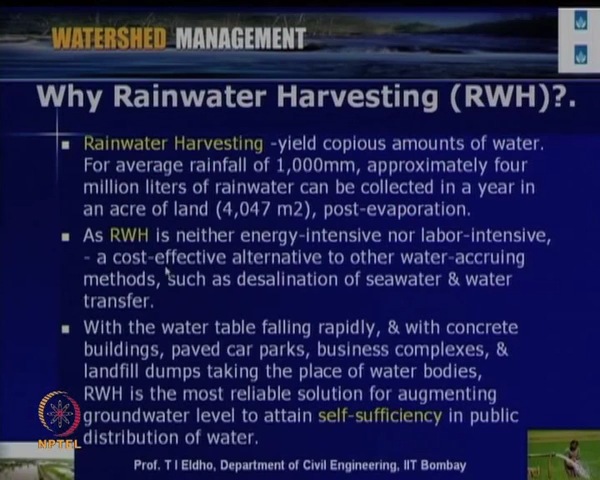 WATERSHED MANAGEMENT
Why Rainwater Harvesting (RWH)?.
Rainwater Harvesting -yield copious amounts of water.
For average rainfall of 1,000mm, approximately four
million liters of rainwater can be collected in a year in
an acre of land (4,047 m2), post-evaporation.
As RWH is neither energy-intensive nor labor-intensive,
- a cost-effective alternative to other water-accruing
methods, such as desalination of seawater & water
transfer.
With the water table falling rapidly, & with concrete
buildings, paved car parks, business complexes, &
landfill dumps taking the place of water bodies,
RWH is the most reliable solution for augmenting
groundwater level to attain self-sufficiency in public
distribution of water.
NPTEL
Prof. T I Eldho, Department of Civil Engineering, IIT Bombay